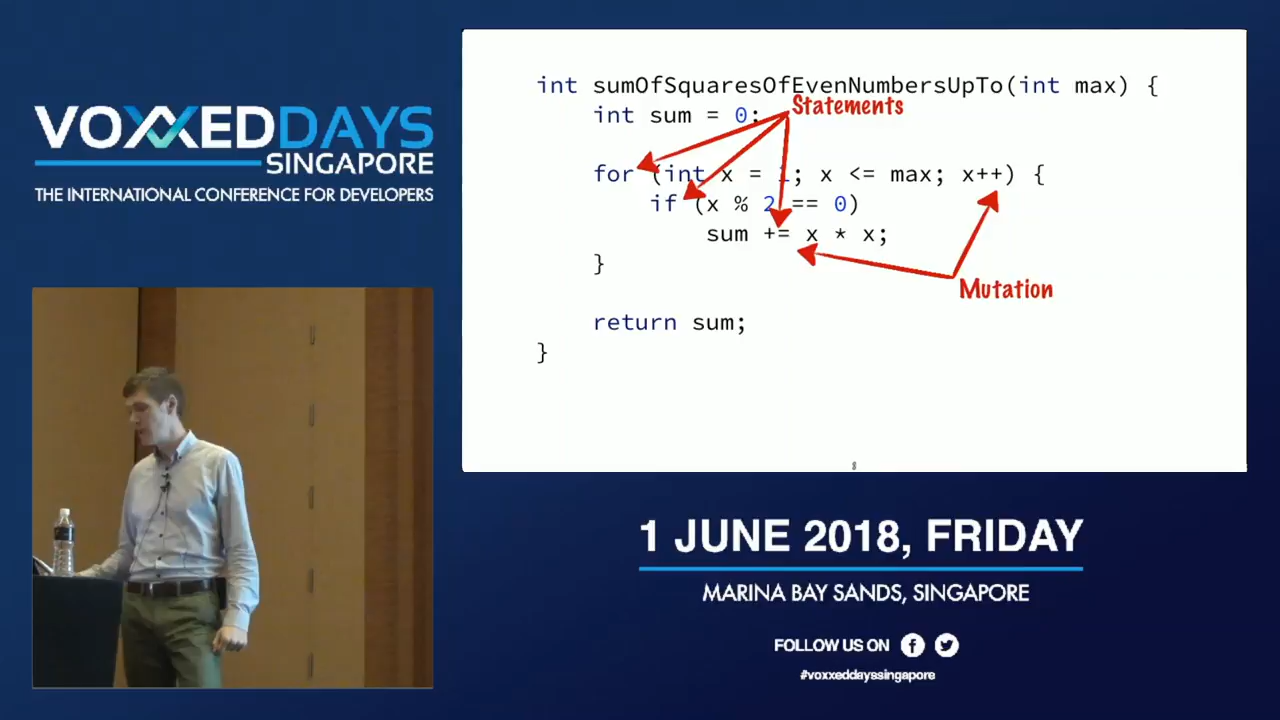 VOXXEDDAYS
SINGAPORE
THE INTERNATIONAL CONFERENCE FOR DEVELOPERS
int sumOfSquaresOfEvenNumbersUpTo(int max) {
int sum = 0;
Statements
for (int x = 1; x <= max; x++) {
if (x % 2 == 0)
sum += x * x;
}
Mutation
return sum;
}
8
1 JUNE 2018, FRIDAY
MARINA BAY SANDS, SINGAPORE
FOLLOW US ON
#voxxeddayssingapore